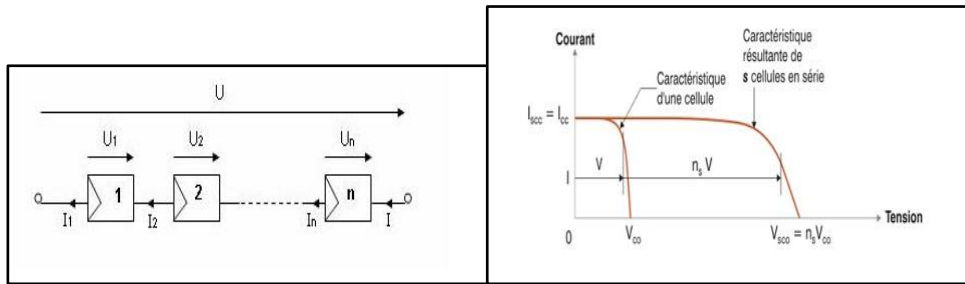 U
U₁
U₂
Uₙ
1
2
n
I₁
I₂
Iₙ
I
Courant
Caractéristique
résultante de
s cellules en série
Caractéristique
d'une cellule
Iscc = Icc
V
nₛ V
I
0
Vco
Vsco = nₛVco
Tension